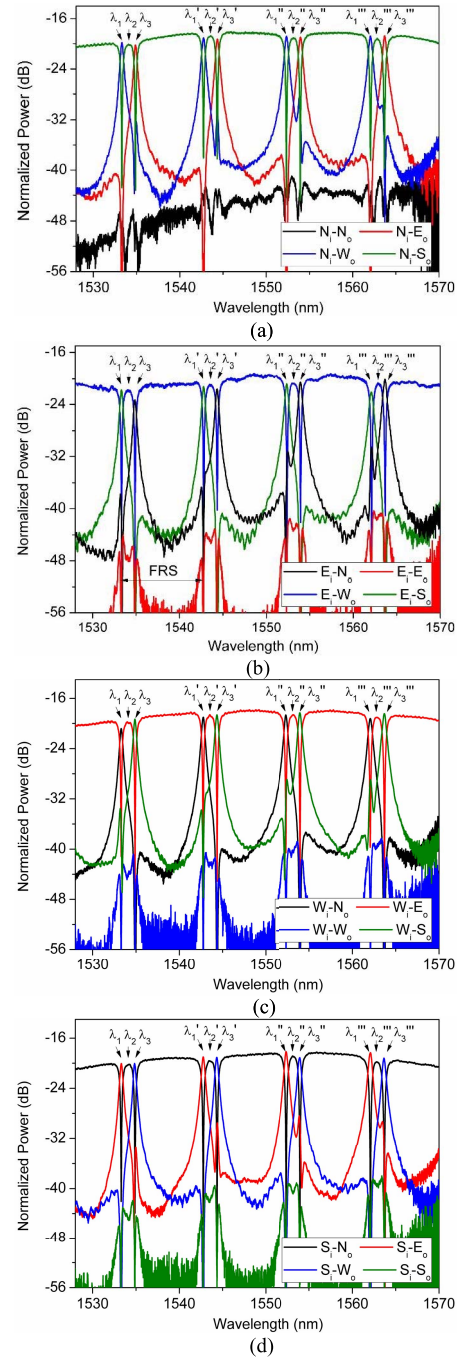 λ₁ λ₂ λ₃ λ₁' λ₂' λ₃' λ₁'' λ₂'' λ₃'' λ₁''' λ₂''' λ₃'''
-16
-24
-32
-40
-48
-56
Normalized Power (dB)
Nᵢ-Nₒ Nᵢ-Eₒ
Nᵢ-Wₒ Nᵢ-Sₒ
1530 1540 1550 1560 1570
Wavelength (nm)
(a)
λ₁ λ₂ λ₃ λ₁' λ₂' λ₃' λ₁'' λ₂'' λ₃'' λ₁''' λ₂''' λ₃'''
-16
-24
-32
-40
-48
-56
Normalized Power (dB)
FRS
Eᵢ-Nₒ Eᵢ-Eₒ
Eᵢ-Wₒ Eᵢ-Sₒ
1530 1540 1550 1560 1570
Wavelength (nm)
(b)
λ₁ λ₂ λ₃ λ₁' λ₂' λ₃' λ₁'' λ₂'' λ₃'' λ₁''' λ₂''' λ₃'''
-16
-24
-32
-40
-48
-56
Normalized Power (dB)
Wᵢ-Nₒ Wᵢ-Eₒ
Wᵢ-Wₒ Wᵢ-Sₒ
1530 1540 1550 1560 1570
Wavelength (nm)
(c)
λ₁ λ₂ λ₃ λ₁' λ₂' λ₃' λ₁'' λ₂'' λ₃'' λ₁''' λ₂''' λ₃'''
-16
-24
-32
-40
-48
-56
Normalized Power (dB)
Sᵢ-Nₒ Sᵢ-Eₒ
Sᵢ-Wₒ Sᵢ-Sₒ
1530 1540 1550 1560 1570
Wavelength (nm)
(d)